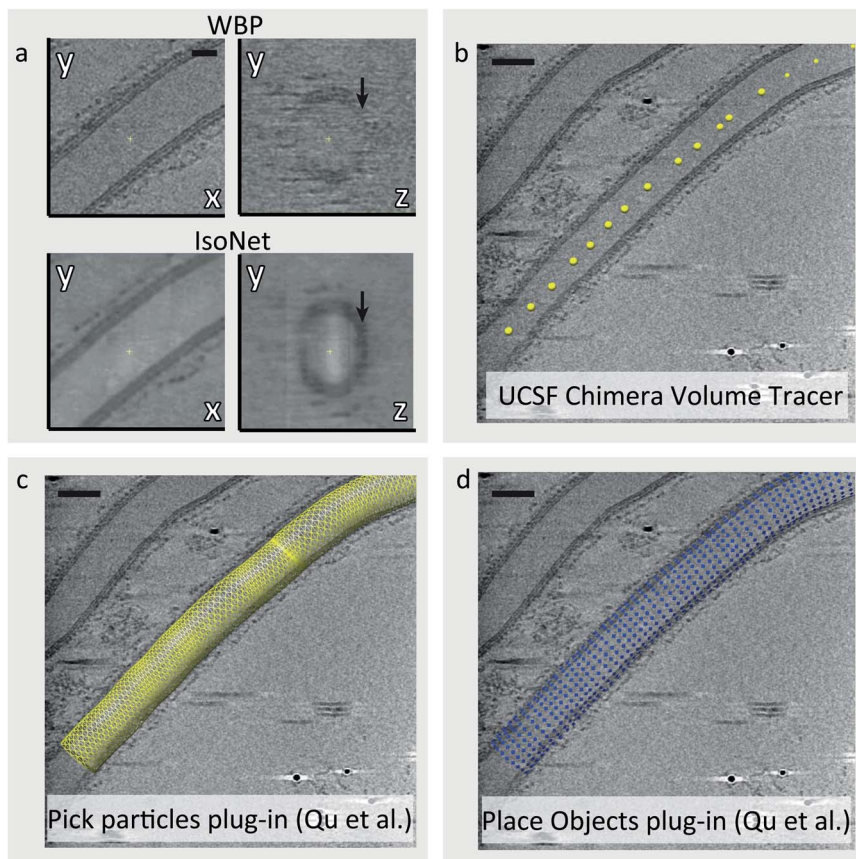 WBP
a
y
x
y
z
IsoNet
y
x
y
z
b
UCSF Chimera Volume Tracer
c
Pick particles plug-in (Qu et al.)
d
Place Objects plug-in (Qu et al.)